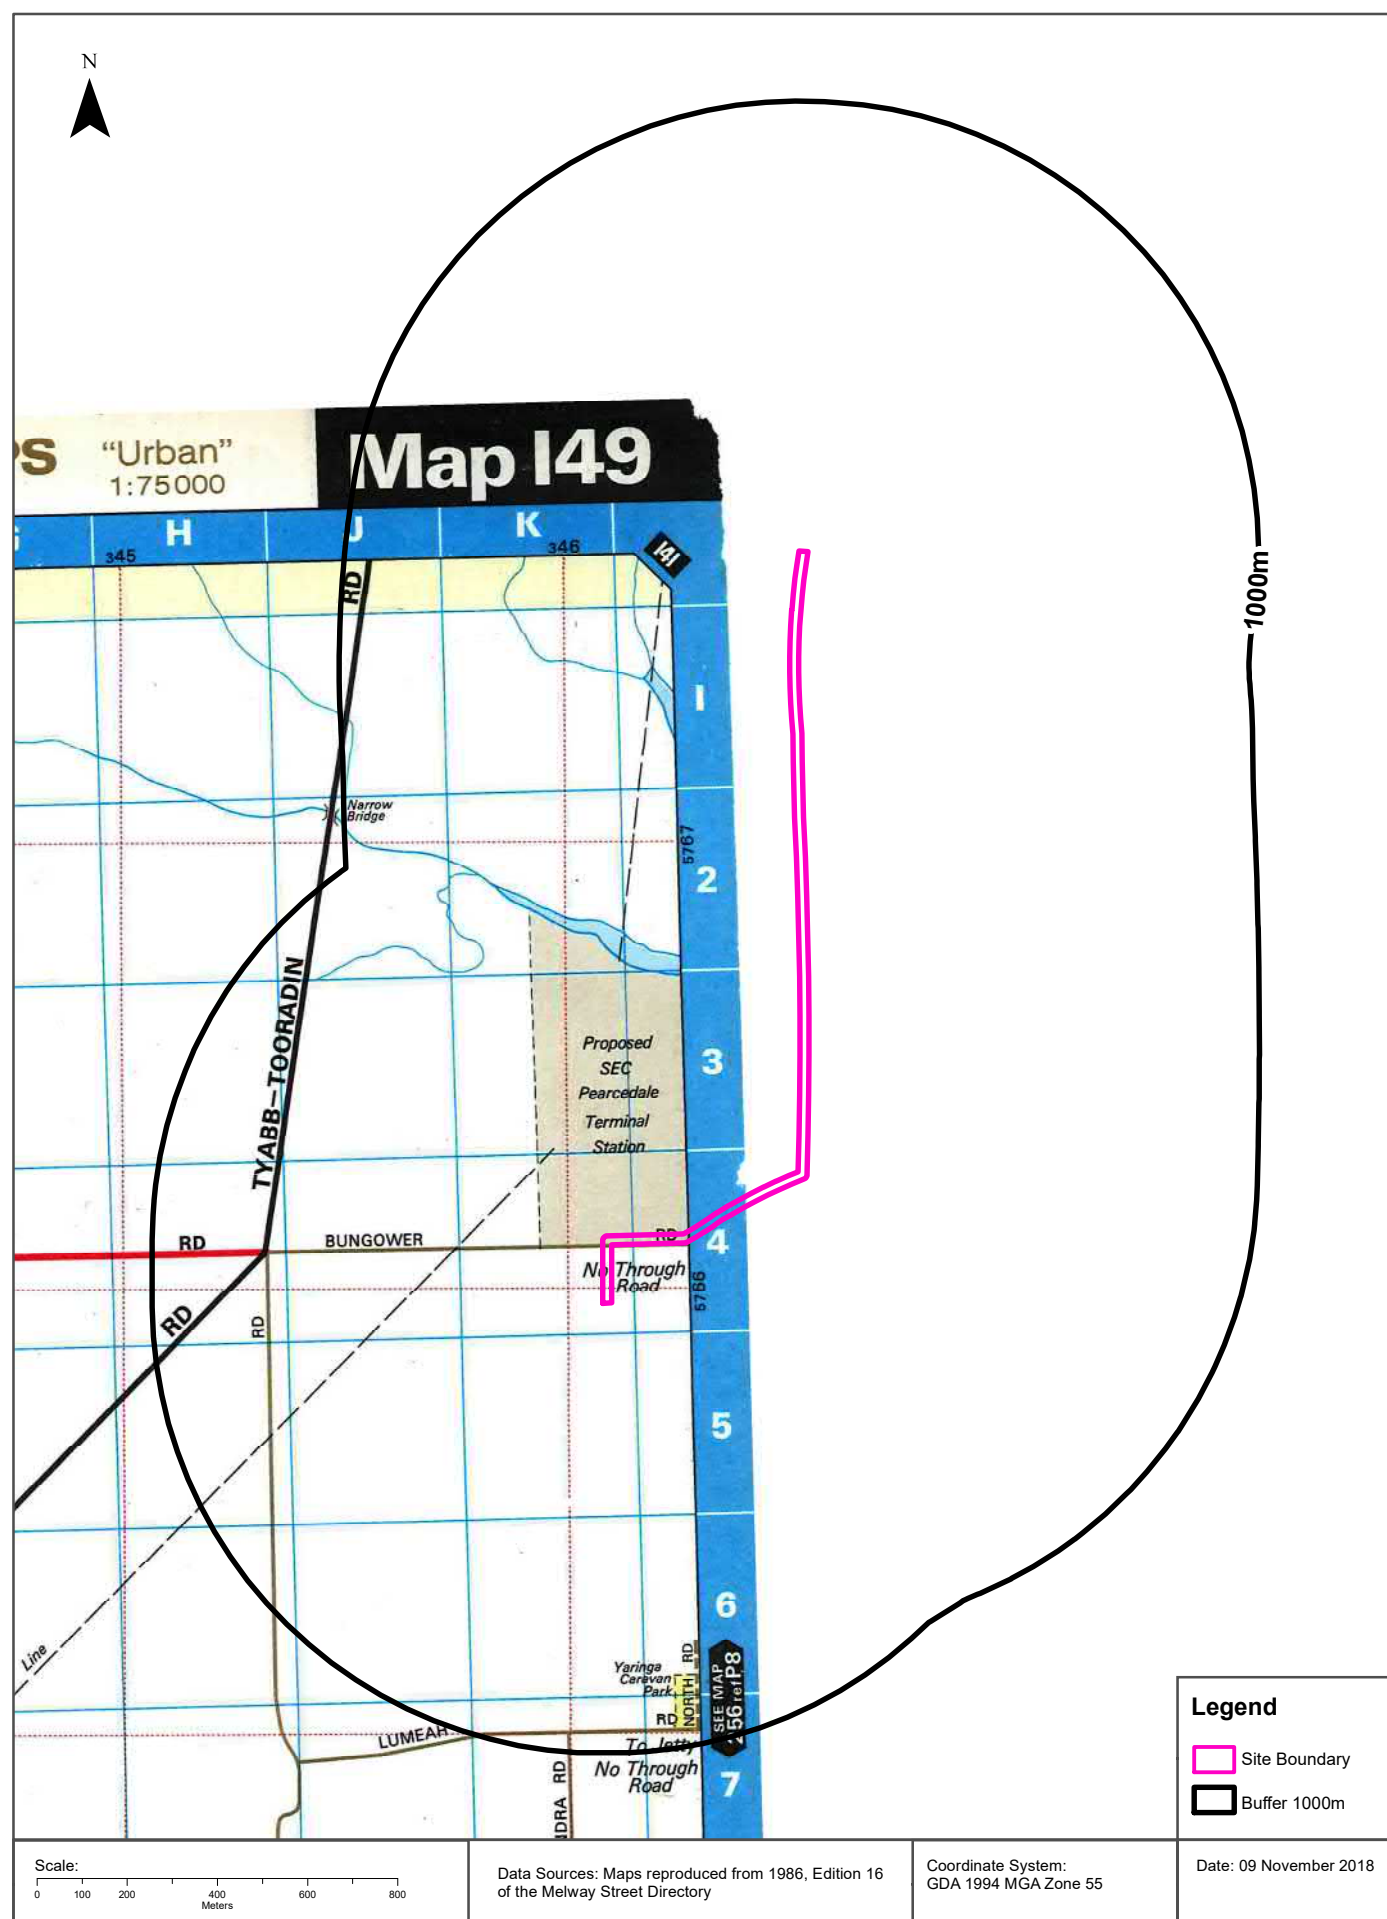 N
PS
"Urban"
1:75000
Map 149
H
J
K
345
346
141
RD
1000m
1
Narrow
Bridge
5767
2
TYABB-TOORADIN
Proposed
SEC
Pearcedale
Terminal
Station
3
RD
BUNGOWER
RD
4
No Through
Road
5766
RD
RD
5
6
Line
Yaringa
Caravan
Park
NORTH RD
SEE MAP
256 ref P8
RD
LUMEAH
To Jetty
No Through
Road
RD
7
Legend
Site Boundary
Buffer 1000m
Scale:
0 100 200 400 600 800
Meters
Data Sources: Maps reproduced from 1986, Edition 16
of the Melway Street Directory
Coordinate System:
GDA 1994 MGA Zone 55
Date: 09 November 2018